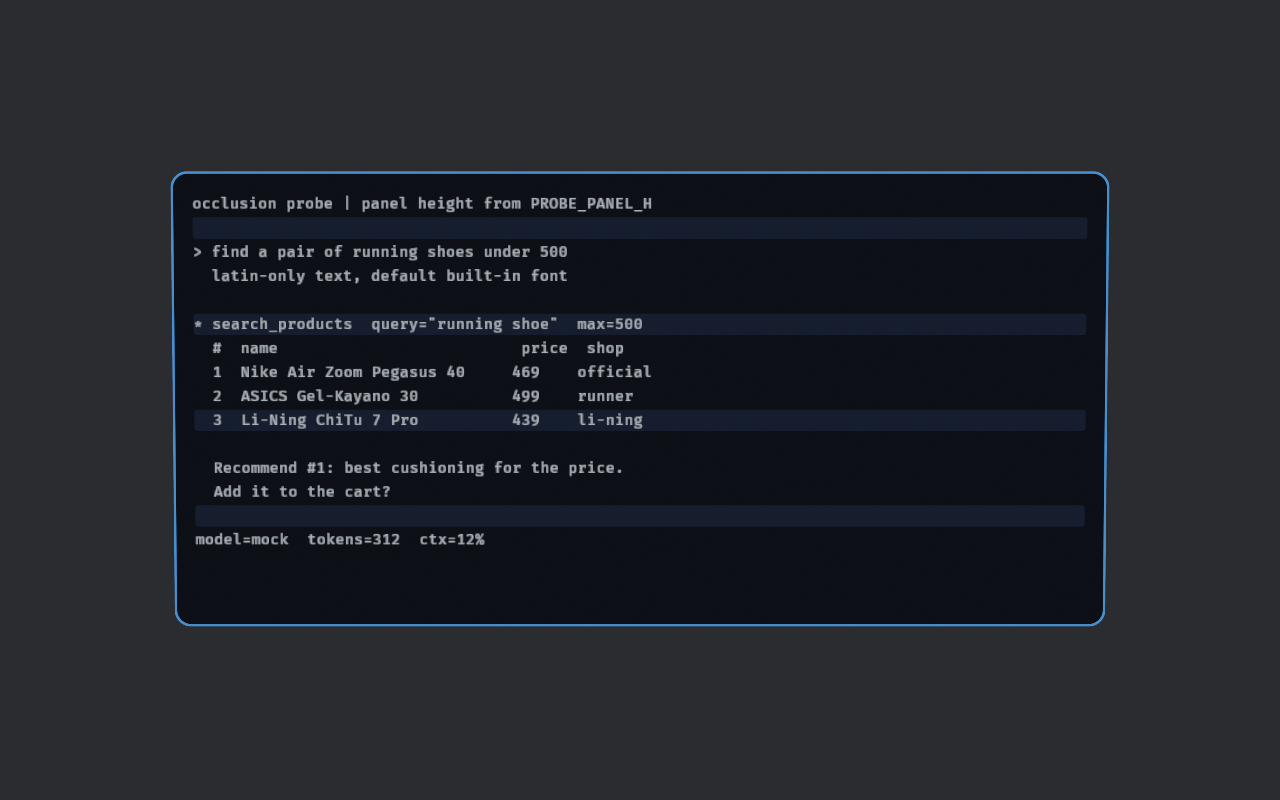 occlusion probe | panel height from PROBE_PANEL_H
> find a pair of running shoes under 500
  latin-only text, default built-in font
* search_products  query="running shoe"  max=500
  #  name                          price  shop
  1  Nike Air Zoom Pegasus 40     469    official
  2  ASICS Gel-Kayano 30          499    runner
  3  Li-Ning ChiTu 7 Pro          439    li-ning
  Recommend #1: best cushioning for the price.
  Add it to the cart?
model=mock  tokens=312  ctx=12%